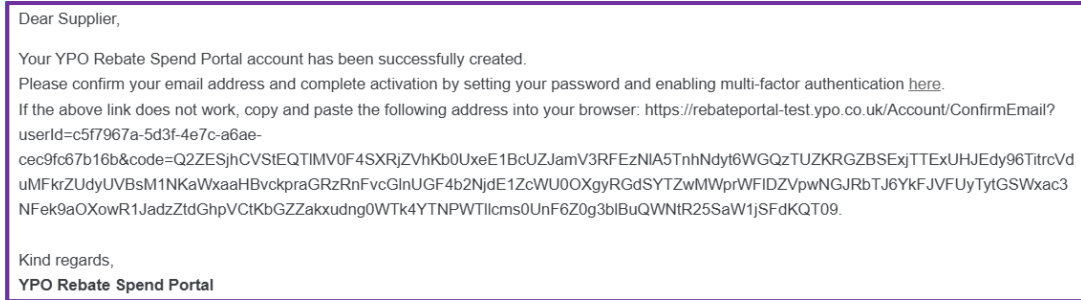 Dear Supplier,
Your YPO Rebate Spend Portal account has been successfully created.
Please confirm your email address and complete activation by setting your password and enabling multi-factor authentication here.
If the above link does not work, copy and paste the following address into your browser: https://rebateportal-test.ypo.co.uk/Account/ConfirmEmail?
userId=c5f7967a-5d3f-4e7c-a6ae-
cec9fc67b16b&code=Q2ZESjhCVStEQTlMV0F4SXRjZVhKb0UxeE1BcUZJamV3RFEzNlA5TnhNdyt6WGQzTUZKRGZBSExjTTExUHJEdy96TitrcVd
uMFkrZUdyUVBsM1NKaWxaaHBvckpraGRzRnFvcGlnUGF4b2NjdE1ZcWU0OXgyRGdSYTZwMWprWFlDZVpwNGJRbTJ6YkFJVFUyTytGSWxac3
NFek9aOXowR1JadzZtdGhpVCtKbGZZakxudng0WTk4YTNPWTllcms0UnF6Z0g3blBuQWNtR25SaW1jSFdKQT09.
Kind regards,
YPO Rebate Spend Portal